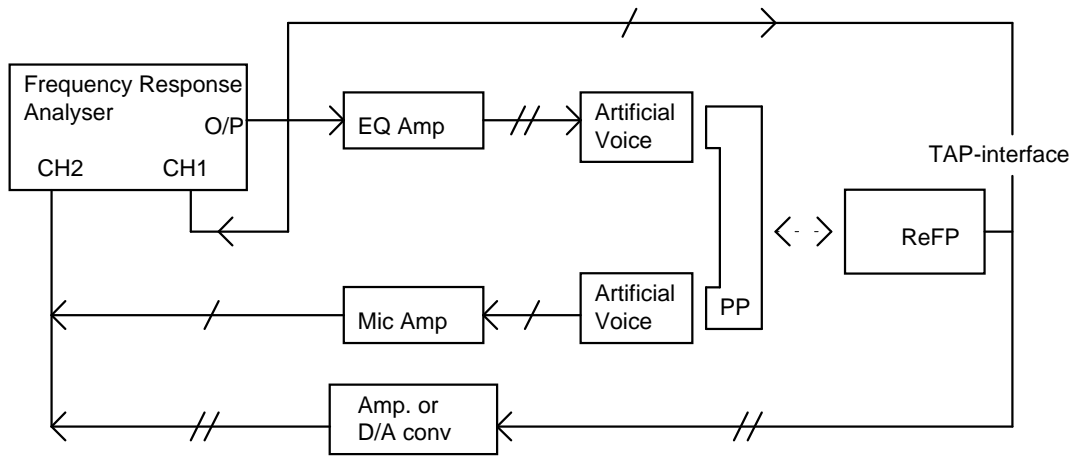 Frequency Response
Analyser
O/P
CH2
CH1
EQ Amp
Artificial
Voice
TAP-interface
ReFP
PP
Mic Amp
Artificial
Voice
Amp. or
D/A conv